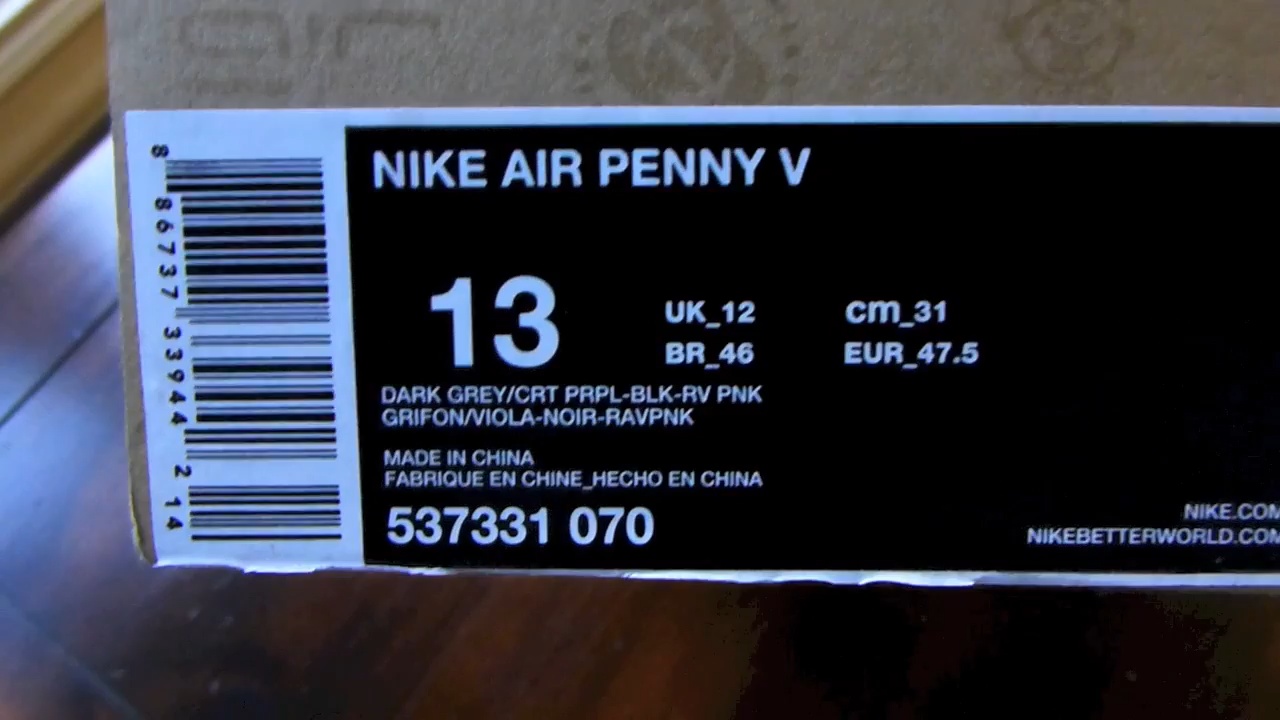 NIKE AIR PENNY V
13
UK_12
cm_31
BR_46
EUR_47.5
DARK GREY/CRT PRPL-BLK-RV PNK
GRIFON/VIOLA-NOIR-RAVPNK
MADE IN CHINA
FABRIQUE EN CHINE_HECHO EN CHINA
537331 070
NIKE.COM
NIKEBETTERWORLD.COM
8 86737 33944 2 14